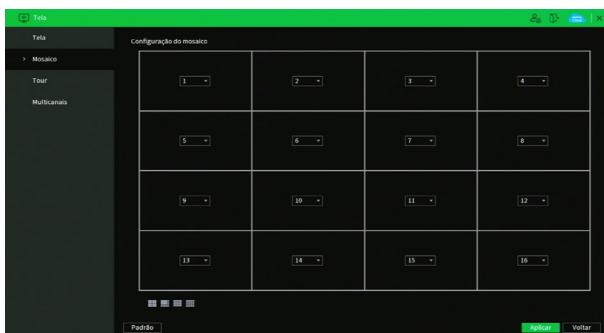 Tela
Tela
Mosaico
Tour
Multicanais
Configuração do mosaico
1 2 3 4
5 6 7 8
9 10 11 12
13 14 15 16
Padrão
Aplicar Voltar